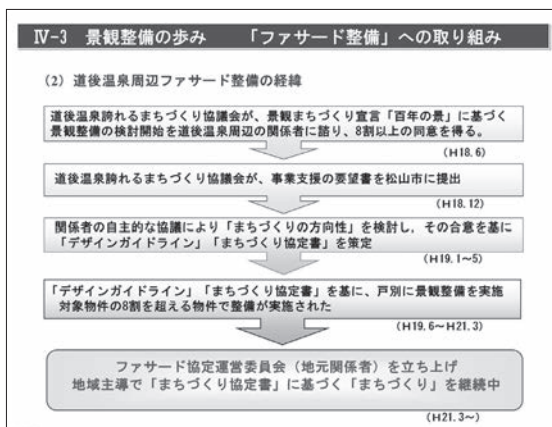 Ⅳ-3 景観整備の歩み 「ファサード整備」への取り組み
(2) 道後温泉周辺ファサード整備の経緯
道後温泉誇れるまちづくり協議会が、景観まちづくり宣言「百年の景」に基づく
景観整備の検討開始を道後温泉周辺の関係者に諮り、8割以上の同意を得る。
(H18.6)
道後温泉誇れるまちづくり協議会が、事業支援の要望書を松山市に提出
(H18.12)
関係者の自主的な協議により「まちづくりの方向性」を検討し、その合意を基に
「デザインガイドライン」「まちづくり協定書」を策定
(H19.1~5)
「デザインガイドライン」「まちづくり協定書」を基に、戸別に景観整備を実施
対象物件の8割を超える物件で整備が実施された
(H19.6~H21.3)
ファサード協定運営委員会(地元関係者)を立ち上げ
地域主導で「まちづくり協定書」に基づく「まちづくり」を継続中
(H21.3~)